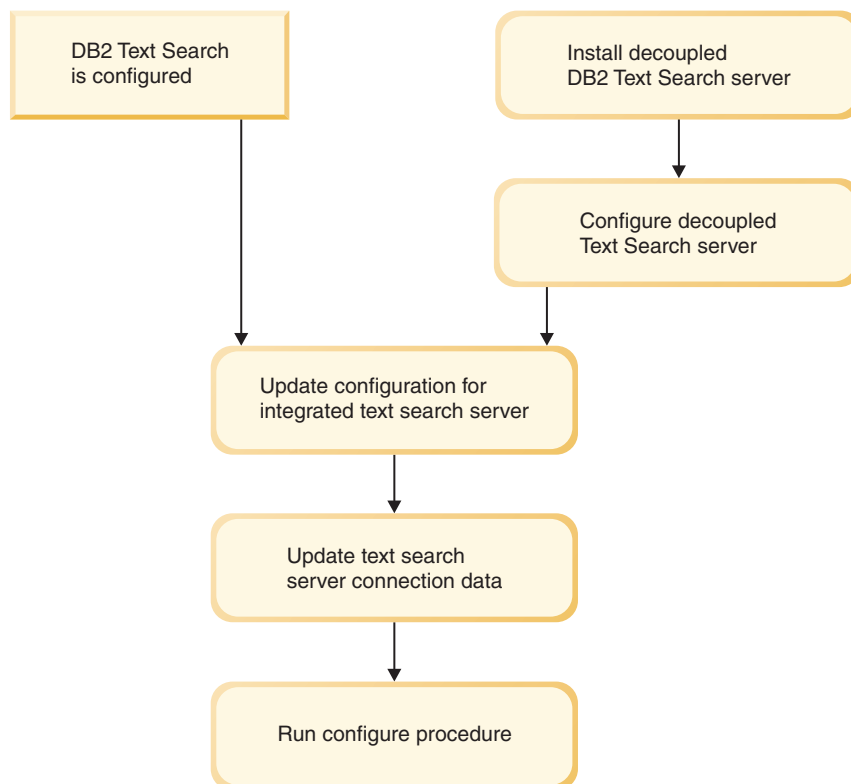 DB2 Text Search
is configured
Install decoupled
DB2 Text Search server
Configure decoupled
Text Search server
Update configuration for
integrated text search server
Update text search
server connection data
Run configure procedure